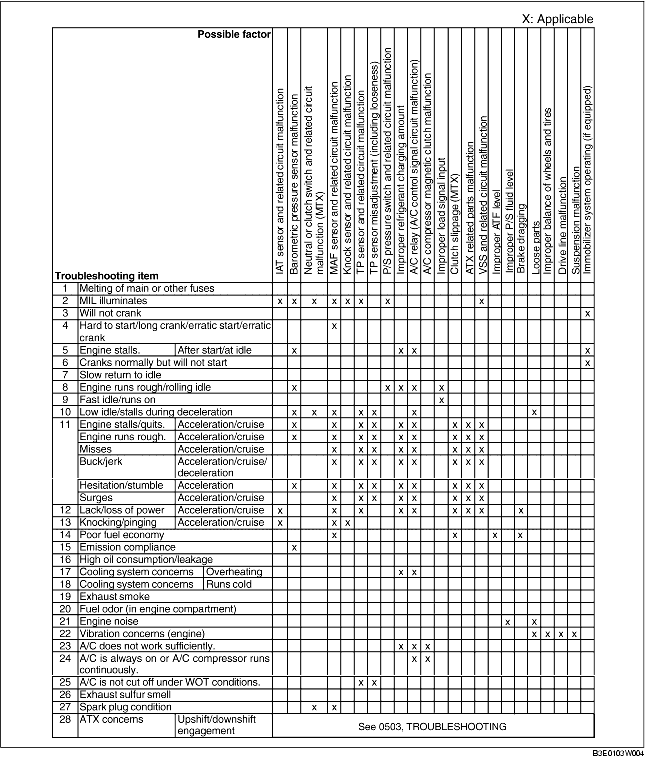 X: Applicable
Possible factor
Troubleshooting item
IAT sensor and related circuit malfunction
Barometric pressure sensor malfunction
Neutral or clutch switch and related circuit
malfunction (MTX)
MAF sensor and related circuit malfunction
Knock sensor and related circuit malfunction
TP sensor and related circuit malfunction
TP sensor misadjustment (including looseness)
P/S pressure switch and related circuit malfunction
Improper refrigerant charging amount
A/C relay (A/C control signal circuit malfunction)
A/C compressor magnetic clutch malfunction
Improper load signal input
Clutch slippage (MTX)
ATX related parts malfunction
VSS and related circuit malfunction
Improper ATF level
Improper P/S fluid level
Brake dragging
Loose parts
Improper balance of wheels and tires
Drive line malfunction
Suspension malfunction
Immobilizer system operating (if equipped)
1 Melting of main or other fuses
2 MIL illuminates x x x x x x x x
3 Will not crank x
4 Hard to start/long crank/erratic start/erratic x
crank
5 Engine stalls. After start/at idle x x x x
6 Cranks normally but will not start x
7 Slow return to idle
8 Engine runs rough/rolling idle x x x x x
9 Fast idle/runs on x
10 Low idle/stalls during deceleration x x x x x x x
11 Engine stalls/quits. Acceleration/cruise x x x x x x x x x
Engine runs rough. Acceleration/cruise x x x x x x x x x
Misses Acceleration/cruise x x x x x x x x
Buck/jerk Acceleration/cruise/ x x x x x x x x
deceleration
Hesitation/stumble Acceleration x x x x x x x x x
Surges Acceleration/cruise x x x x x x x x
12 Lack/loss of power Acceleration/cruise x x x x x x x x x
13 Knocking/pinging Acceleration/cruise x x x
14 Poor fuel economy x x x x
15 Emission compliance x
16 High oil consumption/leakage
17 Cooling system concerns Overheating x x
18 Cooling system concerns Runs cold
19 Exhaust smoke
20 Fuel odor (in engine compartment)
21 Engine noise x x
22 Vibration concerns (engine) x x x x
23 A/C does not work sufficiently. x x x
24 A/C is always on or A/C compressor runs x x
continuously.
25 A/C is not cut off under WOT conditions. x x
26 Exhaust sulfur smell
27 Spark plug condition x x
28 ATX concerns Upshift/downshift See 0503, TROUBLESHOOTING
engagement
B3E0103W004